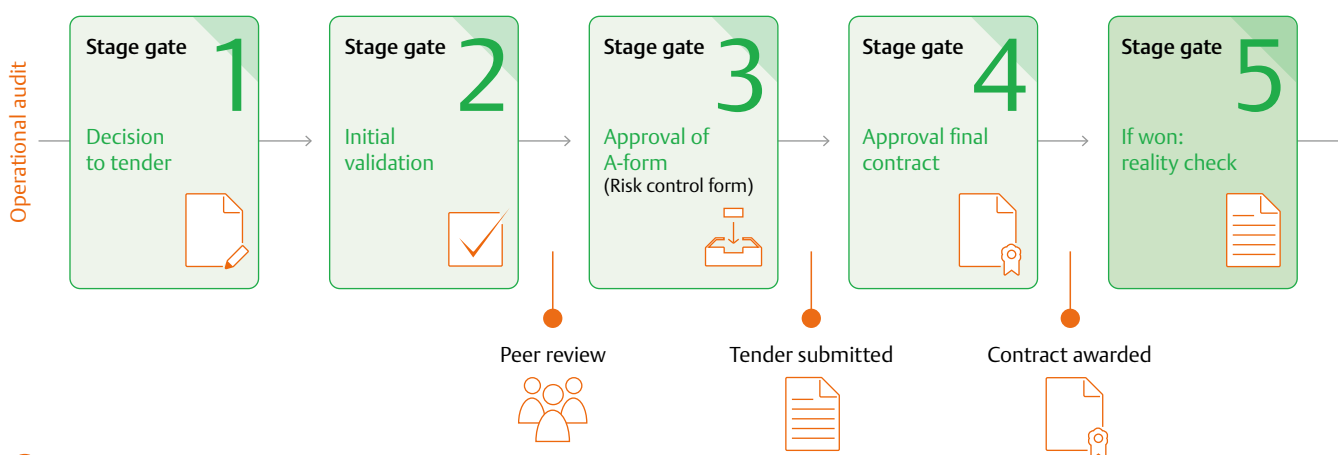 Operational audit
Stage gate 1
Decision
to tender
Stage gate 2
Initial
validation
Stage gate 3
Approval of
A-form
(Risk control form)
Stage gate 4
Approval final
contract
Stage gate 5
If won:
reality check
Peer review
Tender submitted
Contract awarded